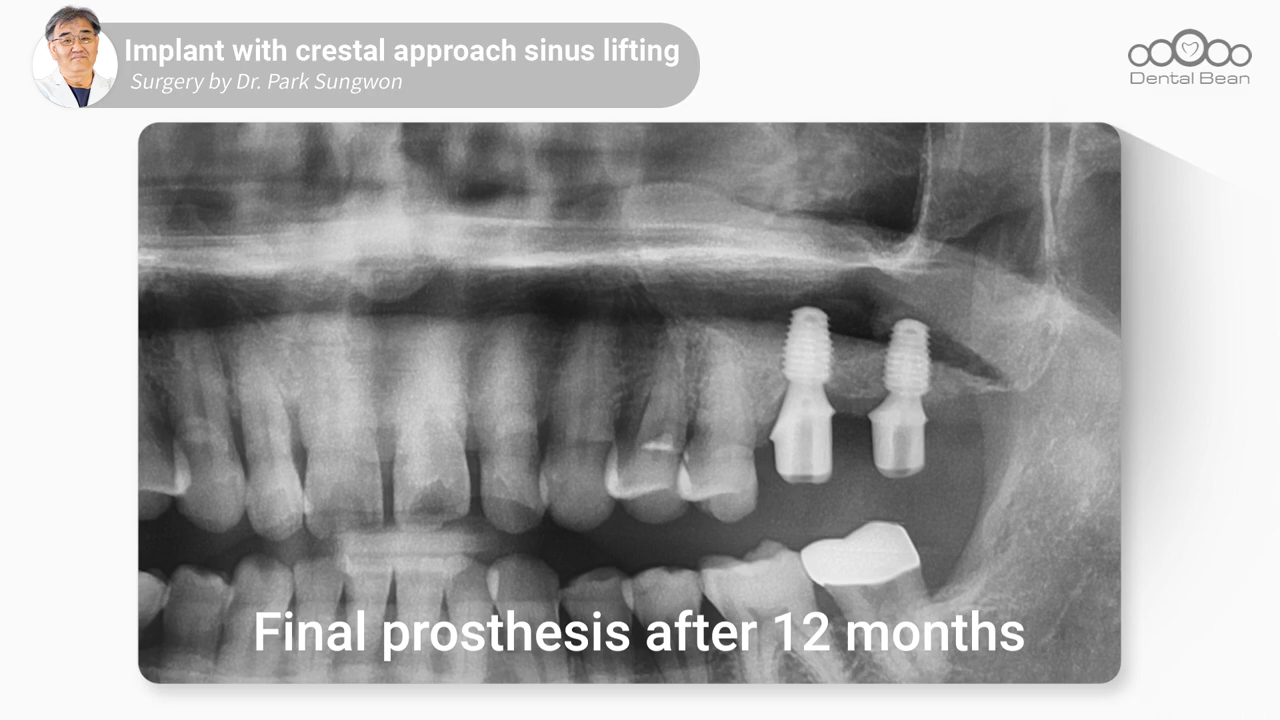 Implant with crestal approach sinus lifting
Surgery by Dr. Park Sungwon
Dental Bean
Final prosthesis after 12 months